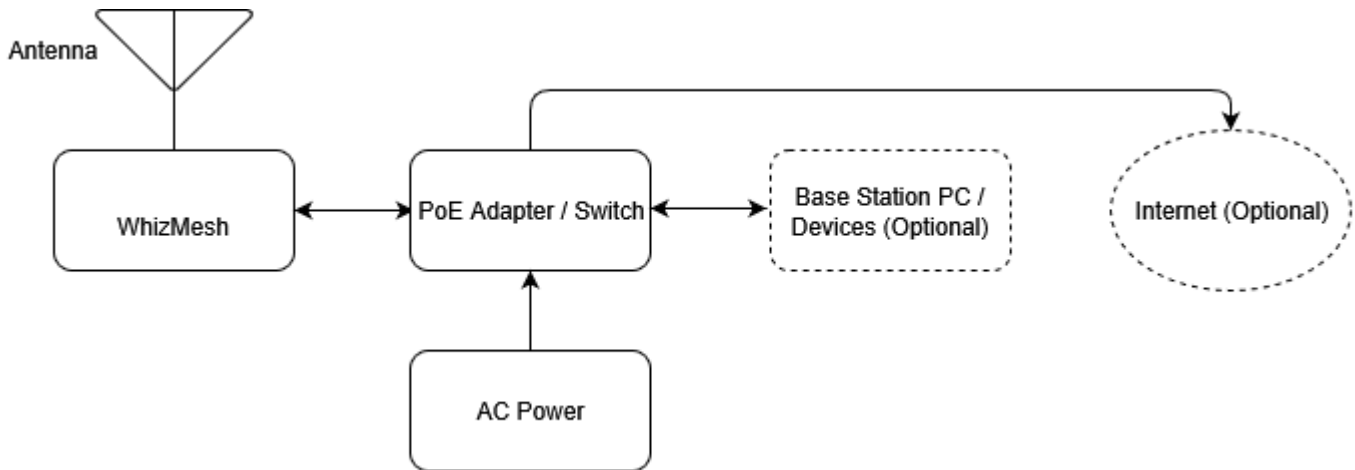 Antenna
WhizMesh
PoE Adapter / Switch
Base Station PC /
Devices (Optional)
Internet (Optional)
AC Power